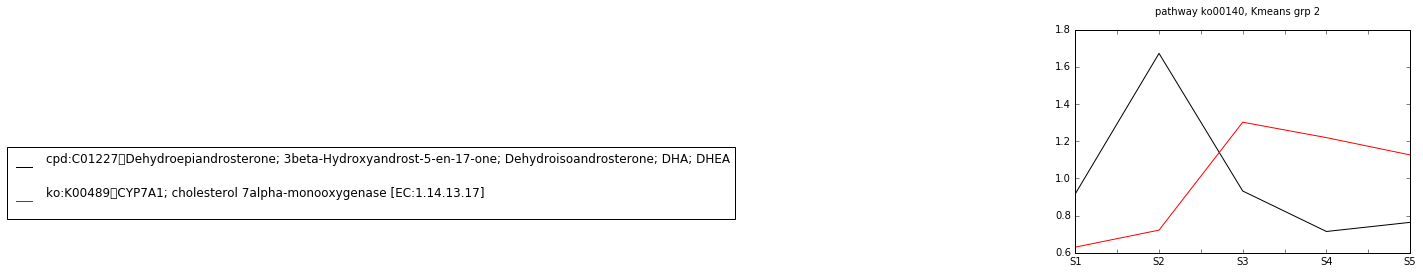 pathway ko00140, Kmeans grp 2
cpd:C01227▯Dehydroepiandrosterone; 3beta-Hydroxyandrost-5-en-17-one; Dehydroisoandrosterone; DHA; DHEA
ko:K00489▯CYP7A1; cholesterol 7alpha-monooxygenase [EC:1.14.13.17]
1.8
1.6
1.4
1.2
1.0
0.8
0.6
S1 S2 S3 S4 S5